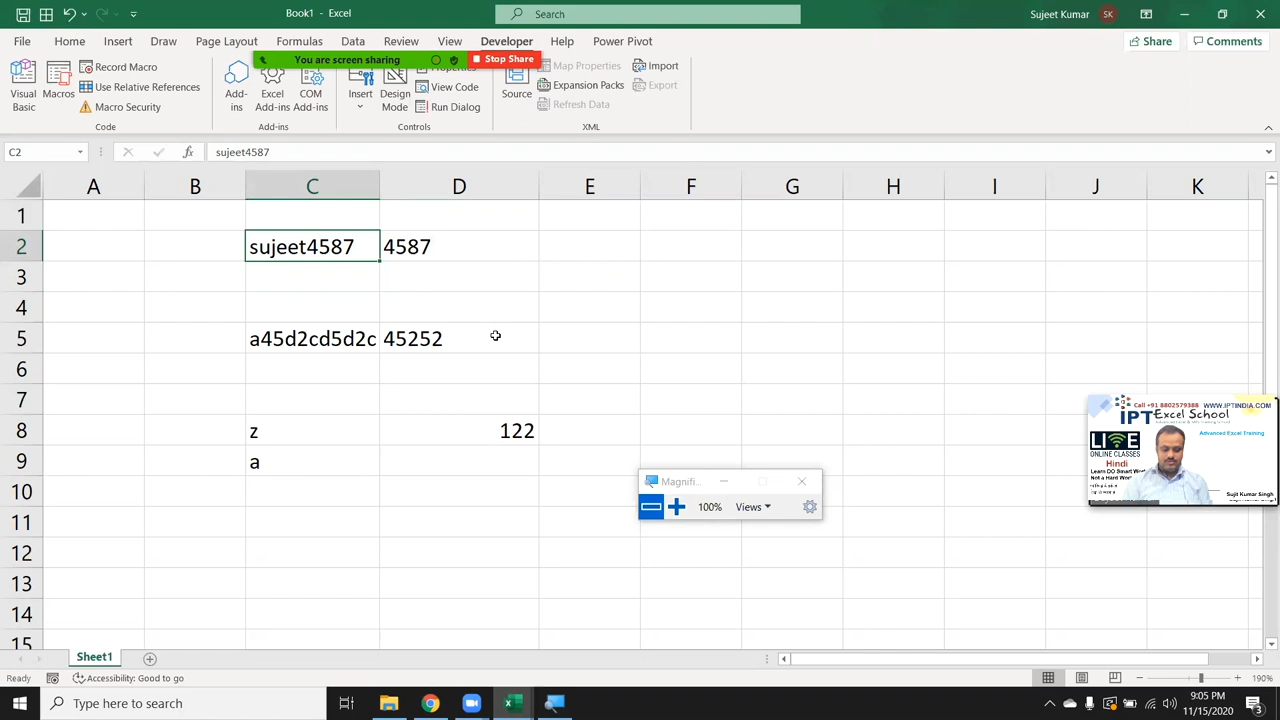 Book1 - Excel
Search
Sujeet Kumar
SK
File Home Insert Draw Page Layout Formulas Data Review View Developer Help Power Pivot
Share
Comments
You are screen sharing
Stop Share
Visual Basic
Macros
Record Macro
Use Relative References
Macro Security
Code
Add-ins
Excel Add-ins
COM Add-ins
Add-ins
Insert
Design Mode
Properties
View Code
Run Dialog
Controls
Source
Map Properties
Expansion Packs
Refresh Data
Import
Export
XML
C2
fx
sujeet4587
A B C D E F G H I J K
1
2 sujeet4587 4587
3
4
5 a45d2cd5d2c 45252
6
7
8 z 122
9 a
10
11
12
13
14
15
Magnifi...
100%
Views
Call +91 8802579388 WWW.IPTINDIA.COM
IPT Excel School
LIVE
ONLINE CLASSES
Hindi
Learn DO Smart Wor
Not a Hard Wor
Advanced Excel Training
Sujit Kumar Singh
Sheet1
Ready
Accessibility: Good to go
190%
Type here to search
9:05 PM
11/15/2020
3